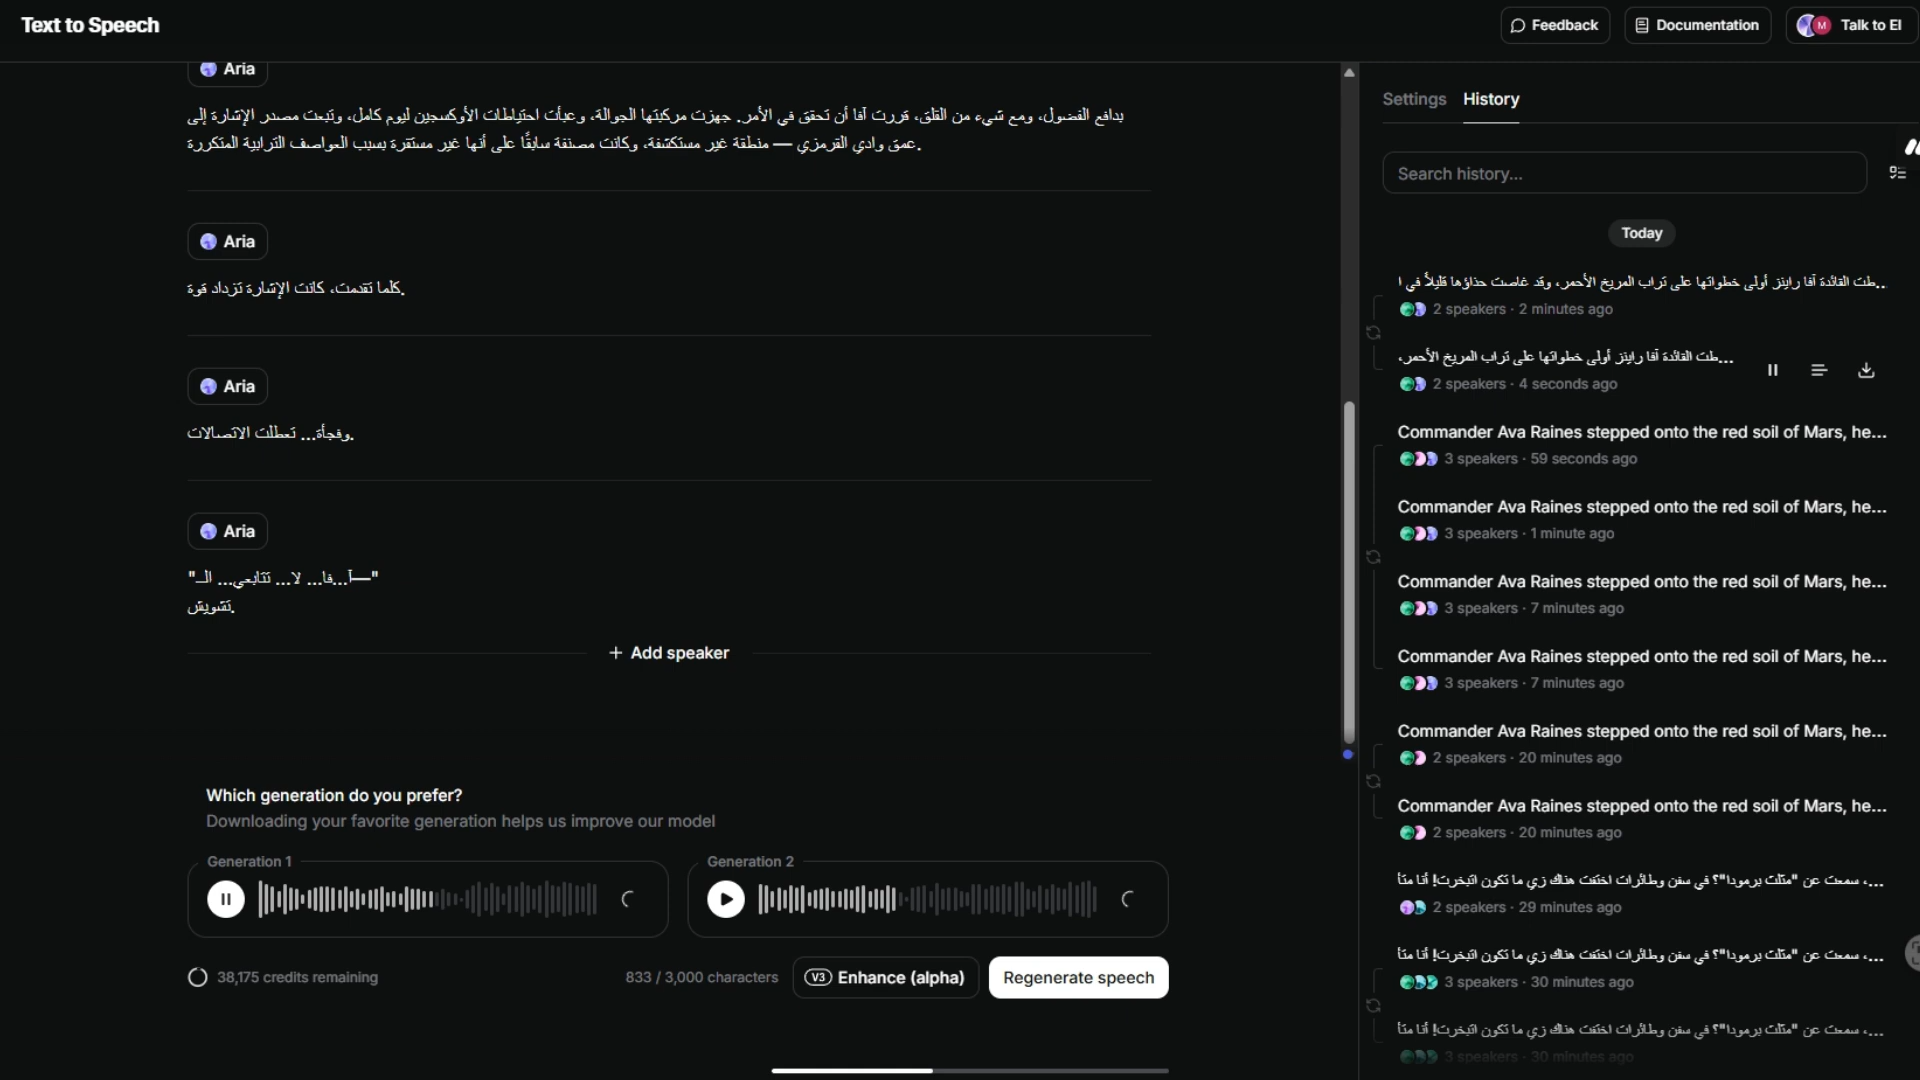 Text to Speech
Feedback
Documentation
Talk to El
Aria
بدافع الفضول، ومع شيء من القلق، قررت آفا أن تحقق في الأمر. جهزت مركبتها الجوالة، وعبأت احتياطات الأوكسجين ليوم كامل، وتبعت مصدر الإشارة إلى
عمق وادي القرمزي — منطقة غير مستكشفة، وكانت مصنفة سابقًا على أنها غير مستقرة بسبب العواصف الترابية المتكررة.
Aria
كلما تقدمت، كانت الإشارة تزداد قوة.
Aria
وفجأة... تعطلت الاتصالات.
Aria
"—آ...فا... لا... تتابعي... الــ"
تشويش.
+ Add speaker
Which generation do you prefer?
Downloading your favorite generation helps us improve our model
Generation 1
Generation 2
38,175 credits remaining
833 / 3,000 characters
V3 Enhance (alpha)
Regenerate speech
Settings
History
Search history...
Today
طت القائدة آفا راينز أولى خطواتها على تراب المريخ الأحمر، وقد غاصت حذاؤها قليلاً في ا...
2 speakers · 2 minutes ago
طت القائدة آفا راينز أولى خطواتها على تراب المريخ الأحمر،...
2 speakers · 4 seconds ago
Commander Ava Raines stepped onto the red soil of Mars, he...
3 speakers · 59 seconds ago
Commander Ava Raines stepped onto the red soil of Mars, he...
3 speakers · 1 minute ago
Commander Ava Raines stepped onto the red soil of Mars, he...
3 speakers · 7 minutes ago
Commander Ava Raines stepped onto the red soil of Mars, he...
3 speakers · 7 minutes ago
Commander Ava Raines stepped onto the red soil of Mars, he...
2 speakers · 20 minutes ago
Commander Ava Raines stepped onto the red soil of Mars, he...
2 speakers · 20 minutes ago
، سمعت عن "مثلث برمودا"؟ في سفن وطائرات اختفت هناك زي ما تكون اتبخرت! أنا متأ...
2 speakers · 29 minutes ago
، سمعت عن "مثلث برمودا"؟ في سفن وطائرات اختفت هناك زي ما تكون اتبخرت! أنا متأ...
3 speakers · 30 minutes ago
، سمعت عن "مثلث برمودا"؟ في سفن وطائرات اختفت هناك زي ما تكون اتبخرت! أنا متأ...
3 speakers · 30 minutes ago